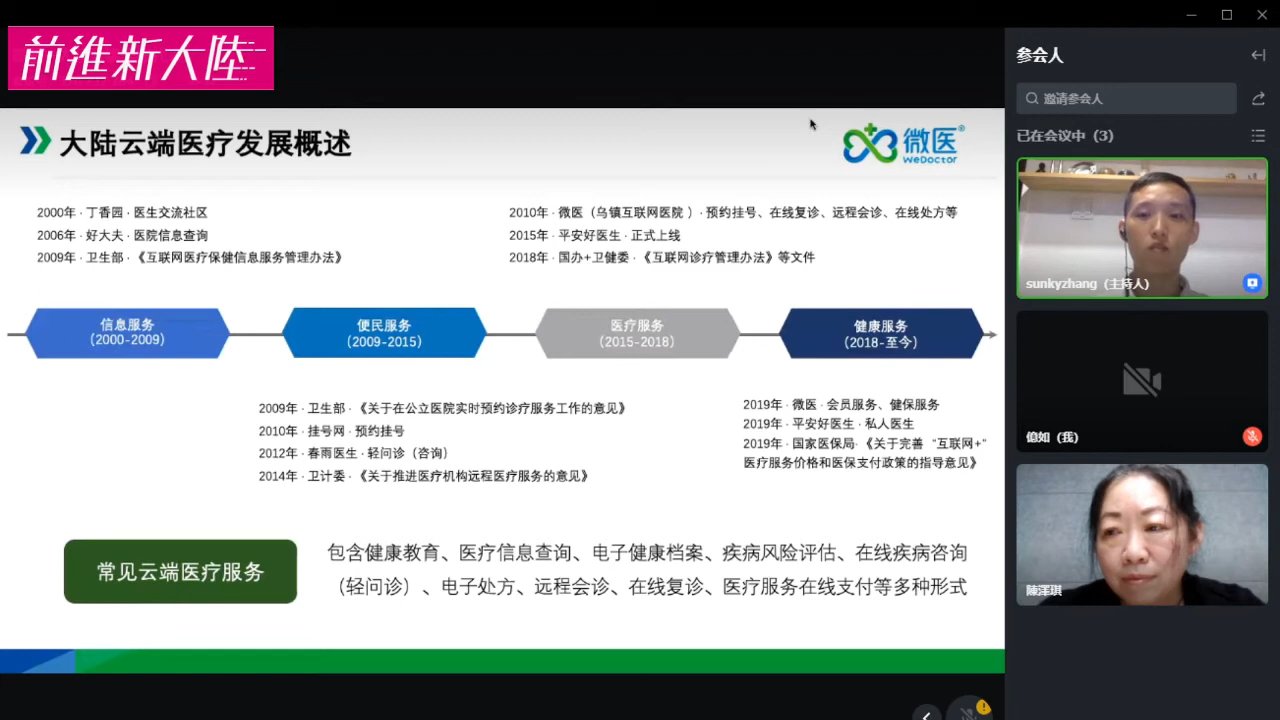 前進新大陸
大陆云端医疗发展概述
微医
WeDoctor
2000年 · 丁香园 · 医生交流社区
2006年 · 好大夫 · 医院信息查询
2009年 · 卫生部 · 《互联网医疗保健信息服务管理办法》
2010年 · 微医（乌镇互联网医院 ）· 预约挂号、在线复诊、远程会诊、在线处方等
2015年 · 平安好医生 · 正式上线
2018年 · 国办+卫健委 · 《互联网诊疗管理办法》等文件
信息服务
(2000-2009)
便民服务
(2009-2015)
医疗服务
(2015-2018)
健康服务
(2018-至今)
2009年 · 卫生部 · 《关于在公立医院实时预约诊疗服务工作的意见》
2010年 · 挂号网 · 预约挂号
2012年 · 春雨医生 · 轻问诊（咨询）
2014年 · 卫计委 · 《关于推进医疗机构远程医疗服务的意见》
2019年 · 微医 · 会员服务、健保服务
2019年 · 平安好医生 · 私人医生
2019年 · 国家医保局· 《关于完善“互联网+”
医疗服务价格和医保支付政策的指导意见》
常见云端医疗服务
包含健康教育、医疗信息查询、电子健康档案、疾病风险评估、在线疾病咨询
（轻问诊）、电子处方、远程会诊、在线复诊、医疗服务在线支付等多种形式
参会人
邀请参会人
已在会议中（3）
sunkyzhang（主持人）
如（我）
陳澤琪